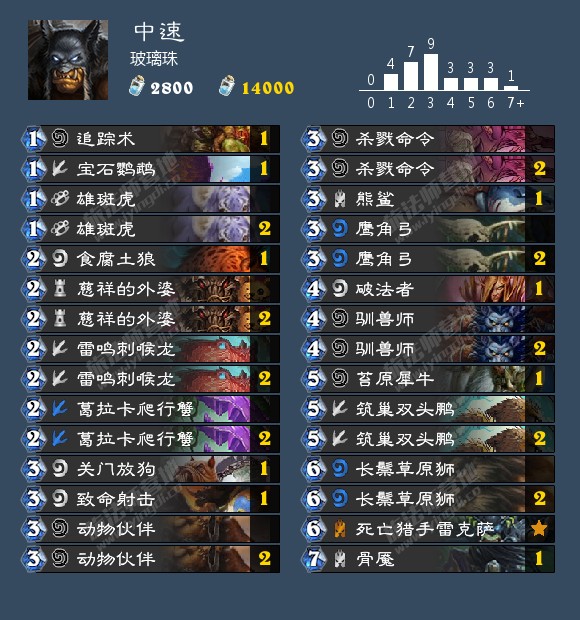 中速
玻璃珠
2800 14000
0 4 7 9 3 3 3 1
0 1 2 3 4 5 6 7+
1 追踪术 1
1 宝石鹦鹉 1
1 雄斑虎
1 雄斑虎 2
2 食腐土狼 1
2 慈祥的外婆
2 慈祥的外婆 2
2 雷鸣刺喉龙
2 雷鸣刺喉龙 2
2 葛拉卡爬行蟹
2 葛拉卡爬行蟹 2
3 关门放狗 1
3 致命射击 1
3 动物伙伴
3 动物伙伴 2
3 杀戮命令
3 杀戮命令 2
3 熊鲨 1
3 鹰角弓
3 鹰角弓 2
4 破法者 1
4 驯兽师
4 驯兽师 2
5 苔原犀牛 1
5 筑巢双头鹏
5 筑巢双头鹏 2
6 长鬃草原狮
6 长鬃草原狮 2
6 死亡猎手雷克萨
7 骨魇 1